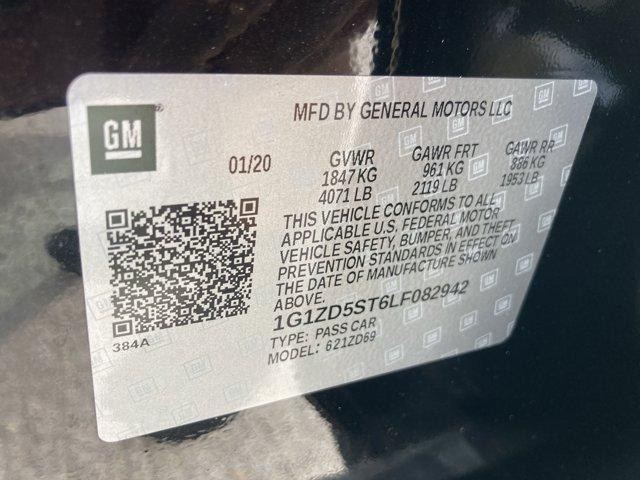 GM®
MFD BY GENERAL MOTORS LLC
01/20
GVWR
1847 KG
4071 LB
GAWR FRT
961 KG
2119 LB
GAWR RR
886 KG
1953 LB
THIS VEHICLE CONFORMS TO ALL
APPLICABLE U.S. FEDERAL MOTOR
VEHICLE SAFETY, BUMPER, AND THEFT
PREVENTION STANDARDS IN EFFECT ON
THE DATE OF MANUFACTURE SHOWN
ABOVE.
1G1ZD5ST6LF082942
TYPE: PASS CAR
MODEL: 621ZD69
384A